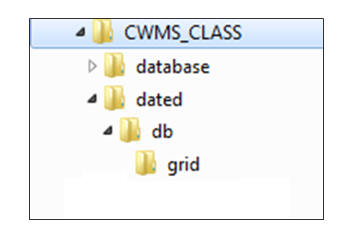 CWMS_CLASS
database
dated
db
grid